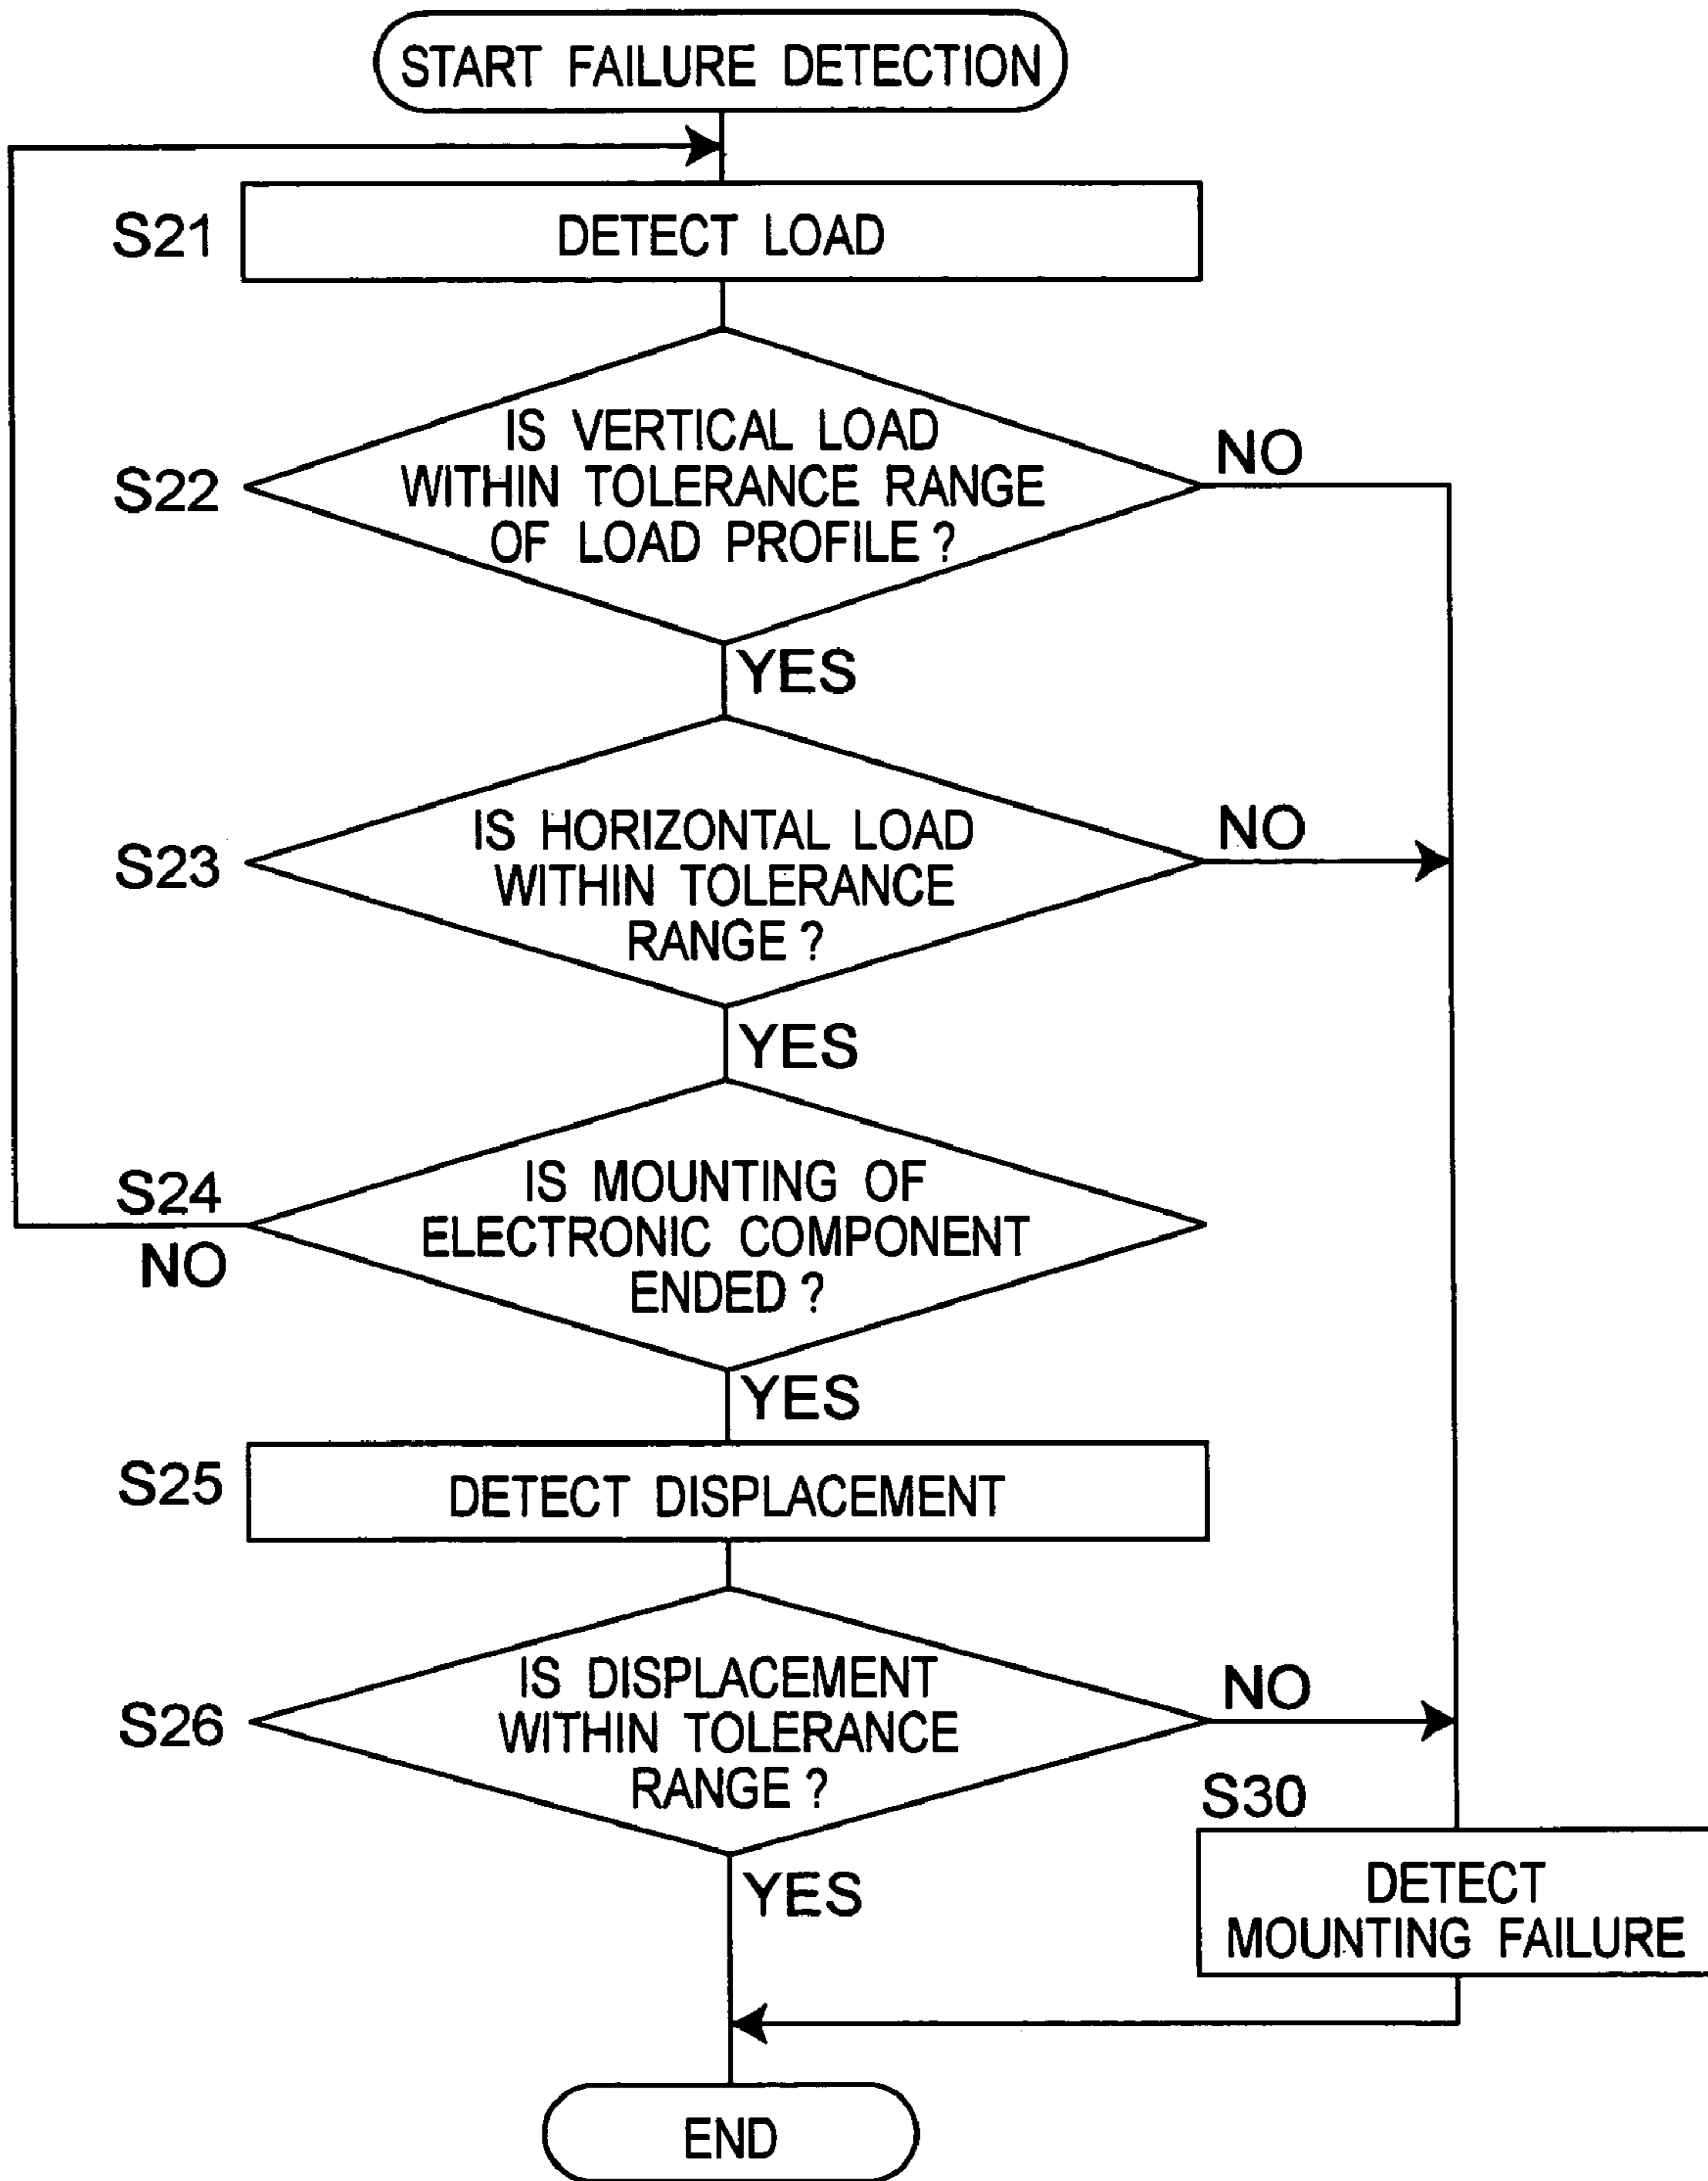 START FAILURE DETECTION
S21
DETECT LOAD
S22
IS VERTICAL LOAD
WITHIN TOLERANCE RANGE
OF LOAD PROFILE ?
NO
YES
S23
IS HORIZONTAL LOAD
WITHIN TOLERANCE
RANGE ?
NO
YES
S24
NO
IS MOUNTING OF
ELECTRONIC COMPONENT
ENDED ?
YES
S25
DETECT DISPLACEMENT
S26
IS DISPLACEMENT
WITHIN TOLERANCE
RANGE ?
NO
YES
S30
DETECT
MOUNTING FAILURE
END